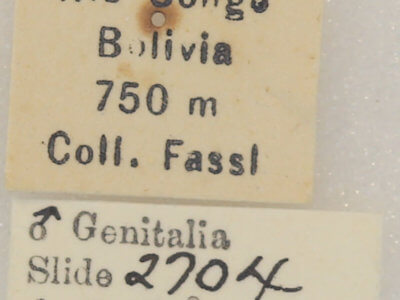 Bolivia
750 m
Coll. Fassl
♂ Genitalia
Slide 2704